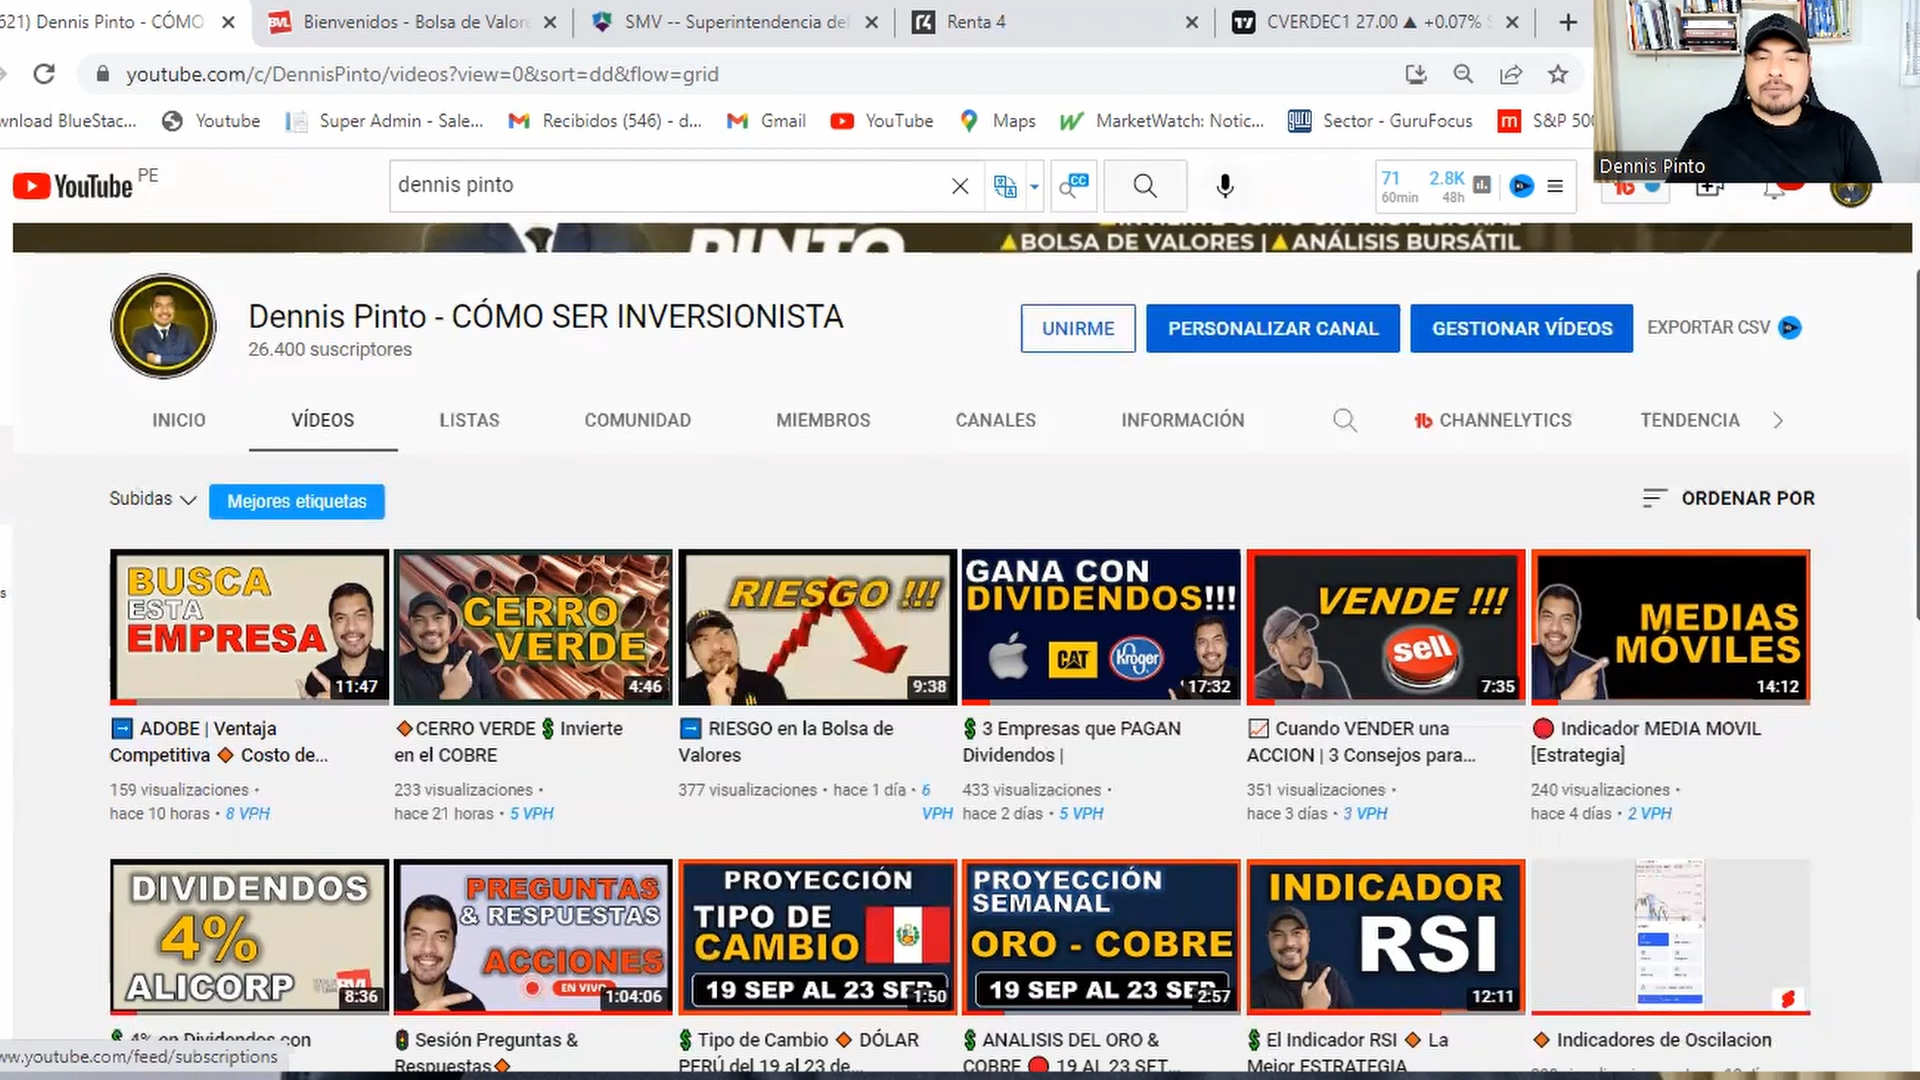 621) Dennis Pinto - CÓMO
Bienvenidos - Bolsa de Valor
SMV -- Superintendencia de
Renta 4
CVERDEC1 27.00 ▲ +0.07%
youtube.com/c/DennisPinto/videos?view=0&sort=dd&flow=grid
wnload BlueStac...
Youtube
Super Admin - Sale...
Recibidos (546) - d...
Gmail
YouTube
Maps
MarketWatch: Notic...
Sector - GuruFocus
S&P 50
Dennis Pinto
YouTube PE
dennis pinto
CC
71
60min
2.8K
48h
PINTO
▲BOLSA DE VALORES | ▲ANÁLISIS BURSÁTIL
Dennis Pinto - CÓMO SER INVERSIONISTA
26.400 suscriptores
UNIRME
PERSONALIZAR CANAL
GESTIONAR VÍDEOS
EXPORTAR CSV
INICIO
VÍDEOS
LISTAS
COMUNIDAD
MIEMBROS
CANALES
INFORMACIÓN
CHANNELYTICS
TENDENCIA
Subidas
Mejores etiquetas
ORDENAR POR
BUSCA
ESTA
EMPRESA
11:47
CERRO
VERDE
4:46
RIESGO !!!
9:38
GANA CON
DIVIDENDOS!!!
CAT
Kroger
17:32
VENDE !!!
sell
7:35
MEDIAS
MÓVILES
14:12
ADOBE | Ventaja
Competitiva 🔸 Costo de...
233 visualizaciones •
🔸CERRO VERDE 💲 Invierte
en el COBRE
RIESGO en la Bolsa de
Valores
💲 3 Empresas que PAGAN
Dividendos |
📈 Cuando VENDER una
ACCION | 3 Consejos para...
🔴 Indicador MEDIA MOVIL
[Estrategia]
159 visualizaciones •
hace 10 horas • 8 VPH
hace 21 horas • 5 VPH
377 visualizaciones • hace 1 día • 6
VPH
433 visualizaciones •
hace 2 días • 5 VPH
351 visualizaciones •
hace 3 días • 3 VPH
240 visualizaciones •
hace 4 días • 2 VPH
DIVIDENDOS
4%
ALICORP
8:36
PREGUNTAS
& RESPUESTAS
ACCIONES
EN VIVO
1:04:06
PROYECCIÓN
TIPO DE
CAMBIO
19 SEP AL 23 SEP
1:50
PROYECCIÓN
SEMANAL
ORO - COBRE
19 SEP AL 23 SEP
2:57
INDICADOR
RSI
12:11
💲 4% en Dividendos con
🚦 Sesión Preguntas &
Respuestas🔸
💲 Tipo de Cambio 🔸 DÓLAR
PERÚ del 19 al 23 de...
💲 ANALISIS DEL ORO &
COBRE 🔴 19 AL 23 SET...
💲 El Indicador RSI 🔸 La
Mejor ESTRATEGIA
🔸 Indicadores de Oscilacion
ww.youtube.com/feed/subscriptions